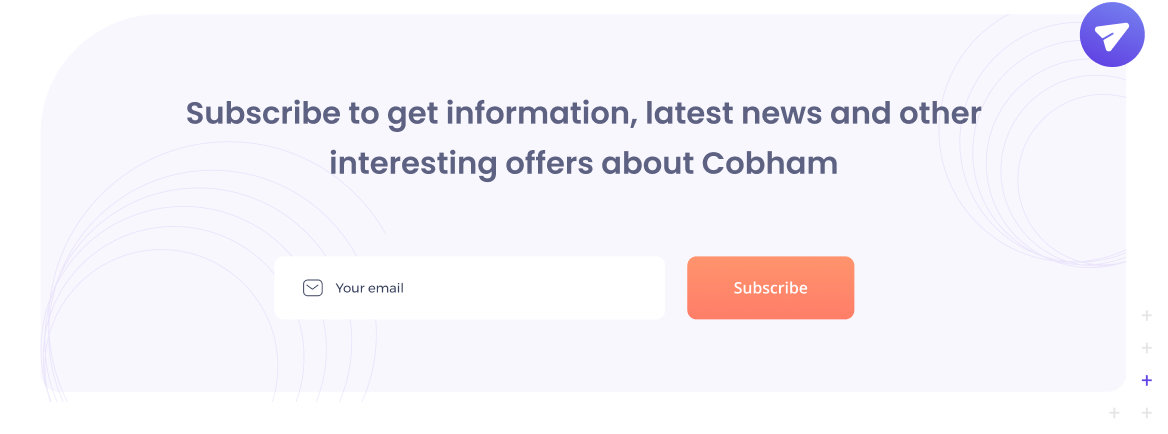 Subscribe to get information, latest news and other
interesting offers about Cobham
Your email
Subscribe